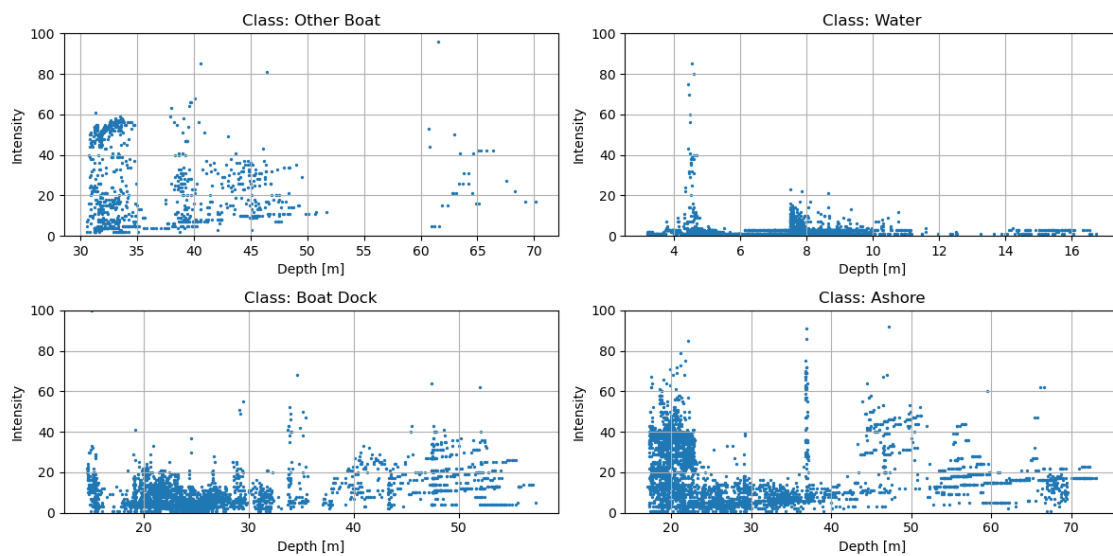 Class: Other Boat
Intensity
100
80
60
40
20
0
30 35 40 45 50 55 60 65 70
Depth [m]
Class: Water
Intensity
100
80
60
40
20
0
4 6 8 10 12 14 16
Depth [m]
Class: Boat Dock
Intensity
100
80
60
40
20
0
20 30 40 50
Depth [m]
Class: Ashore
Intensity
100
80
60
40
20
0
20 30 40 50 60 70
Depth [m]